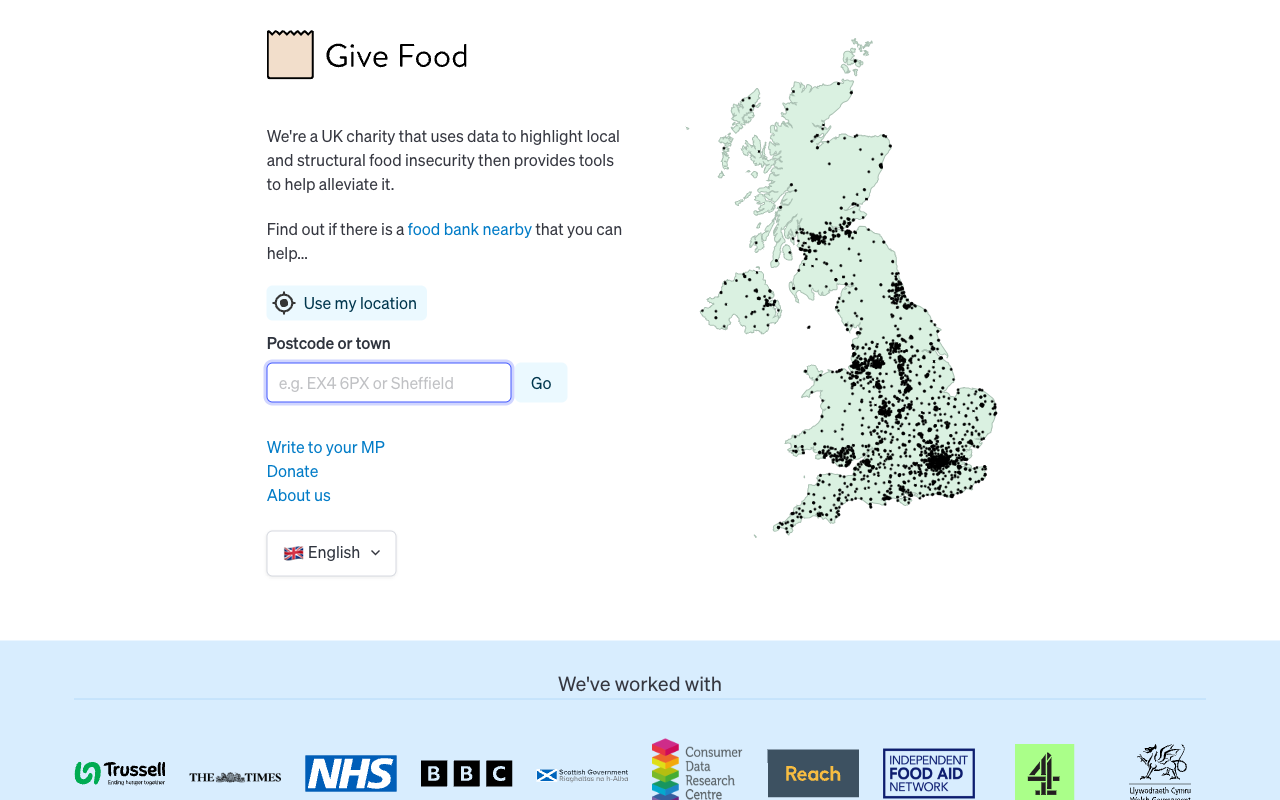 Give Food
We're a UK charity that uses data to highlight local
and structural food insecurity then provides tools
to help alleviate it.
Find out if there is a food bank nearby that you can
help...
Use my location
Postcode or town
e.g. EX4 6PX or Sheffield
Go
Write to your MP
Donate
About us
English
We've worked with
Trussell
Ending hunger together
THE TIMES
NHS
BBC
Scottish Government
Riaghaltas na h-Alba
Consumer
Data
Research
Centre
Reach
INDEPENDENT
FOOD AID
NETWORK
4
Llywodraeth Cymru
Welsh Government